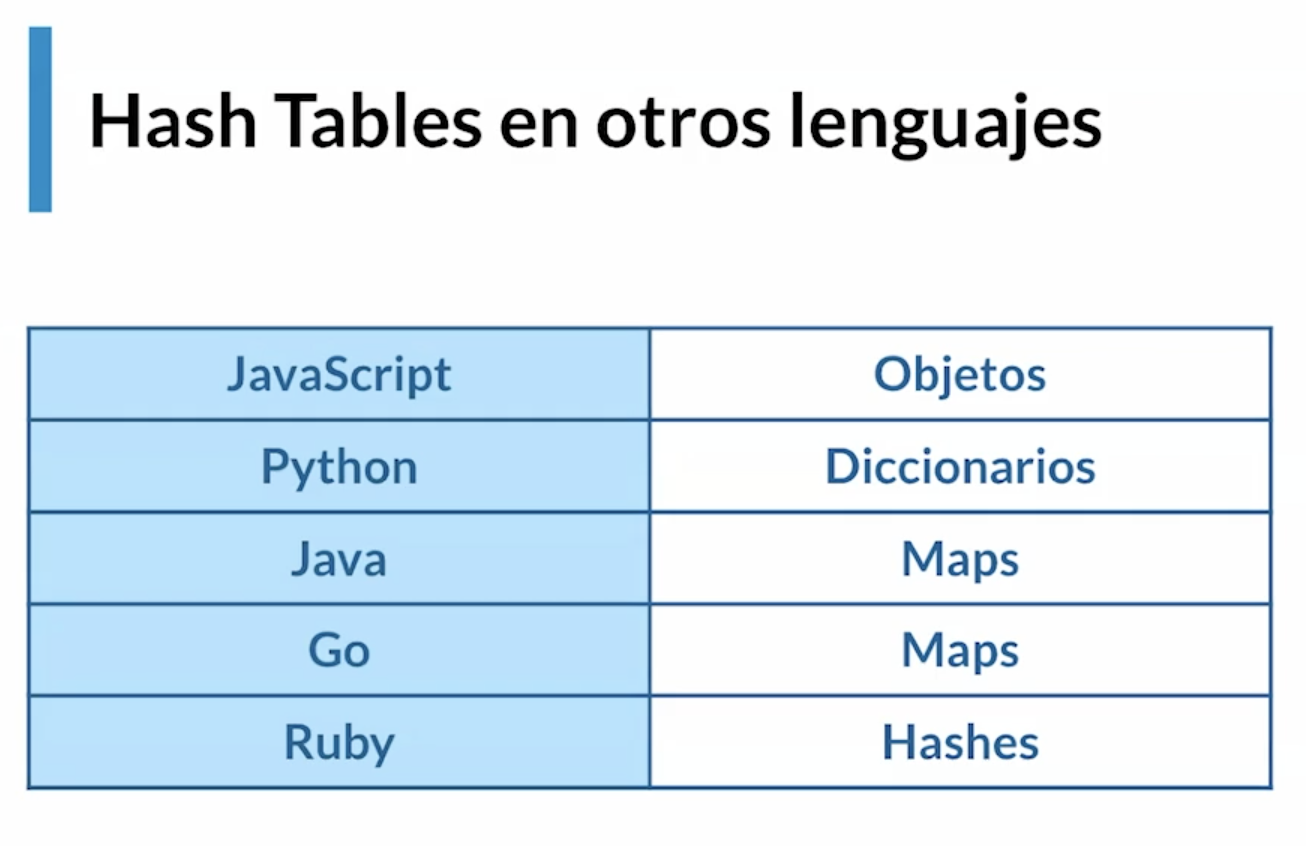 Hash Tables en otros lenguajes
JavaScript Objetos
Python Diccionarios
Java Maps
Go Maps
Ruby Hashes